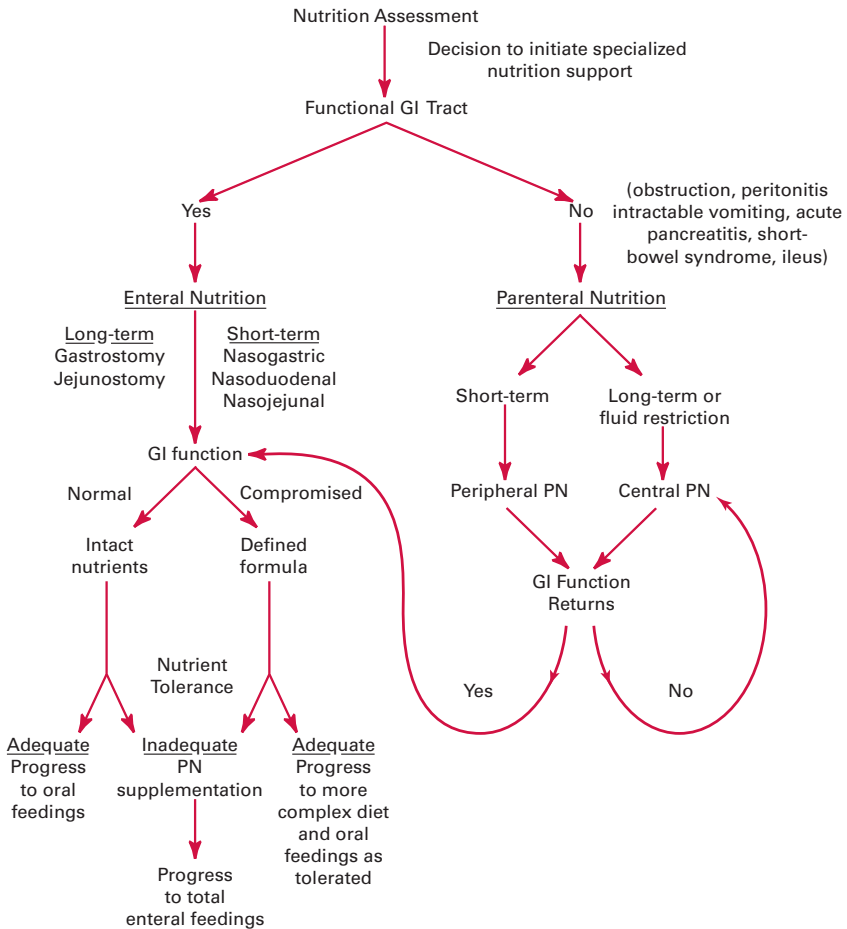 Nutrition Assessment
Decision to initiate specialized
nutrition support
Functional GI Tract
Yes
No
(obstruction, peritonitis
intractable vomiting, acute
pancreatitis, short-
bowel syndrome, ileus)
Enteral Nutrition
Long-term
Gastrostomy
Jejunostomy
Short-term
Nasogastric
Nasoduodenal
Nasojejunal
Parenteral Nutrition
Short-term
Long-term or
fluid restriction
GI function
Normal
Compromised
Peripheral PN
Central PN
Intact
nutrients
Defined
formula
GI Function
Returns
Nutrient
Tolerance
Yes
No
Adequate
Progress
to oral
feedings
Inadequate
PN
supplementation
Adequate
Progress
to more
complex diet
and oral
feedings as
tolerated
Progress
to total
enteral feedings